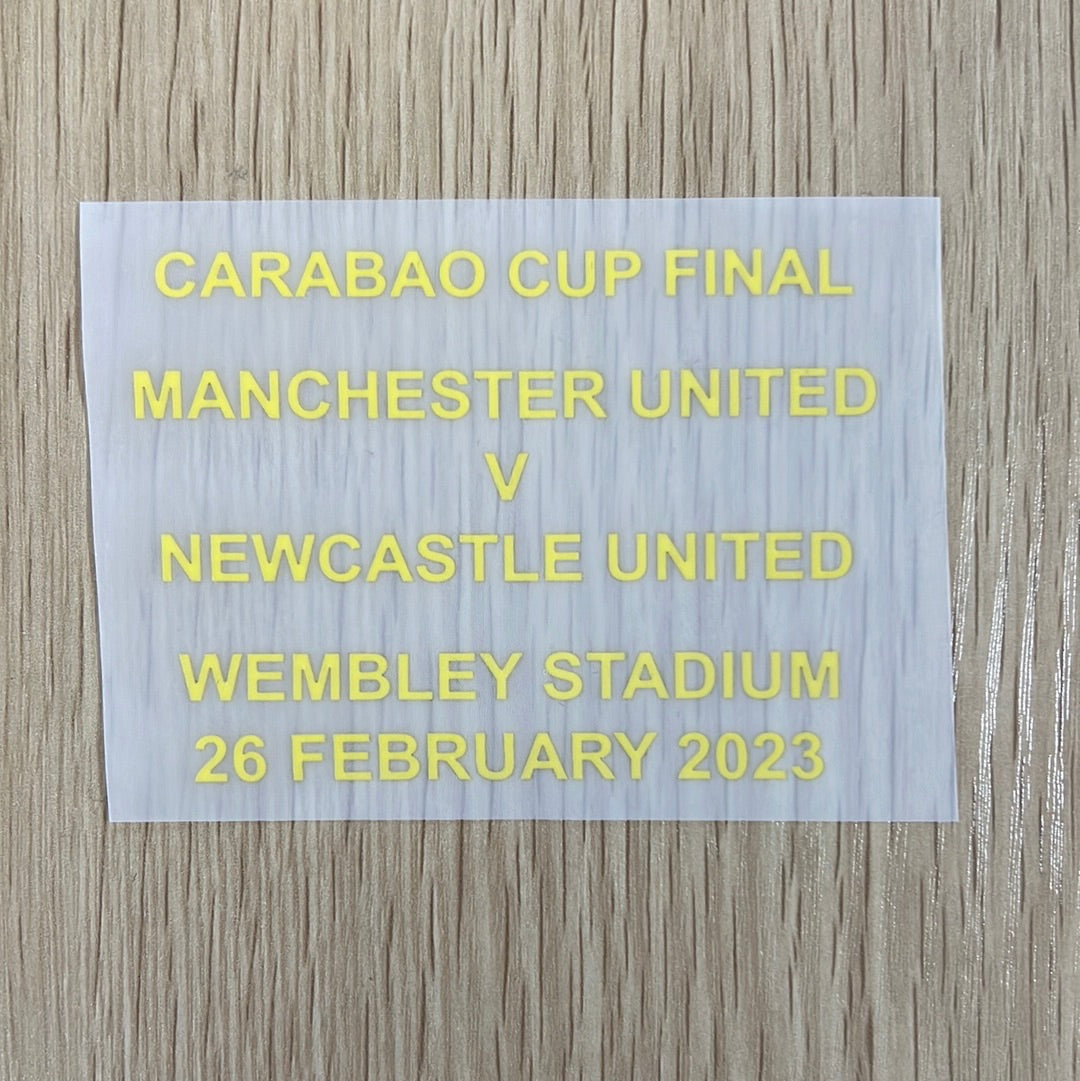 CARABAO CUP FINAL
MANCHESTER UNITED
V
NEWCASTLE UNITED
WEMBLEY STADIUM
26 FEBRUARY 2023